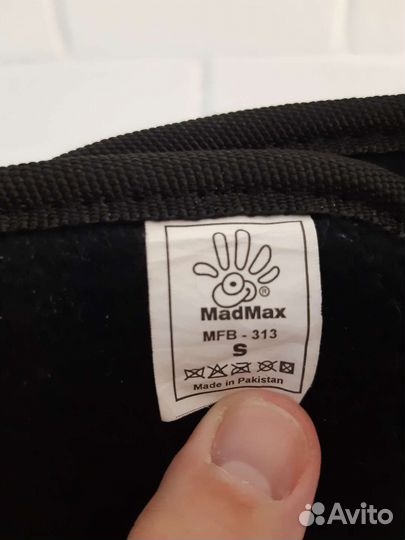 ®
MadMax
MFB - 313
S
Made in Pakistan
Avito